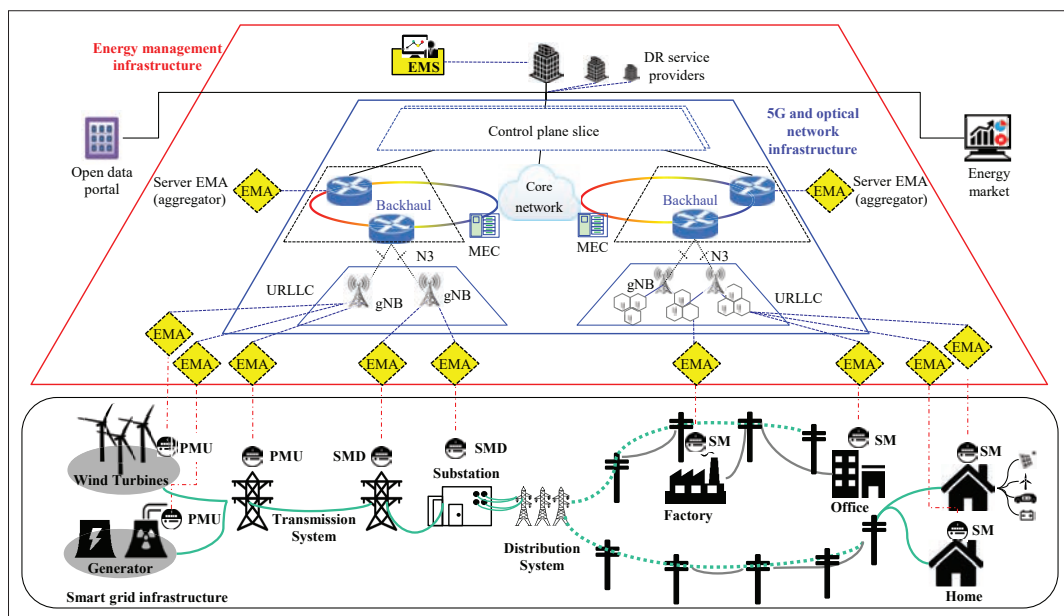 Energy management
infrastructure
EMS
DR service
providers
Control plane slice
5G and optical
network
infrastructure
Open data
portal
Energy
market
Server EMA
(aggregator)
EMA
Backhaul
MEC
Core
network
MEC
Backhaul
EMA
Server EMA
(aggregator)
N3
N3
URLLC
gNB
gNB
gNB
URLLC
EMA
EMA
EMA
EMA
EMA
EMA
EMA
EMA
EMA
PMU
Wind Turbines
PMU
Generator
PMU
Transmission
System
SMD
SMD
Substation
Distribution
System
SM
Factory
SM
Office
SM
SM
Home
Smart grid infrastructure